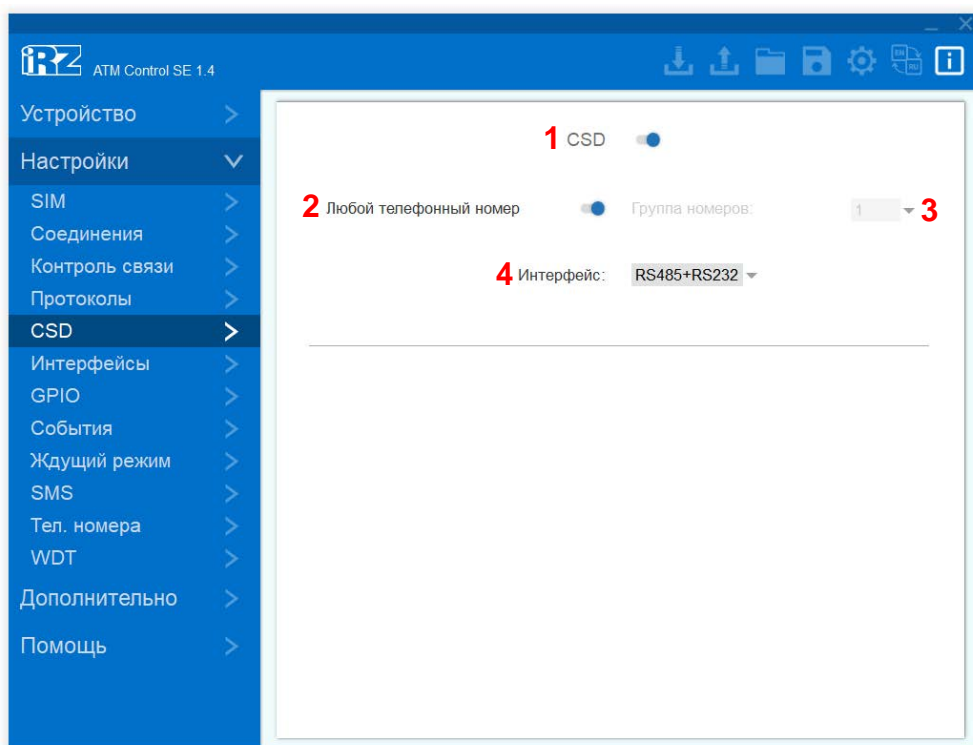 iRZ ATM Control SE 1.4
EN RU i
Устройство
Настройки
SIM
Соединения
Контроль связи
Протоколы
CSD
Интерфейсы
GPIO
События
Ждущий режим
SMS
Тел. номера
WDT
Дополнительно
Помощь
1 CSD
2 Любой телефонный номер Группа номеров: 1 3
4 Интерфейс: RS485+RS232